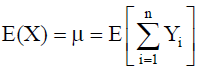 E(X) = μ = E[∑_{i=1}^{n} Y_i]